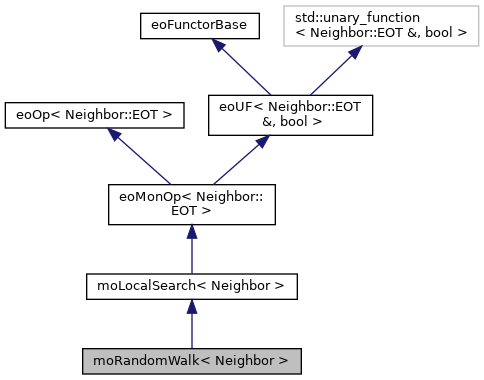 std::unary_function
< Neighbor::EOT &, bool >
eoFunctorBase
eoOp< Neighbor::EOT >
eoUF< Neighbor::EOT
&, bool >
eoMonOp< Neighbor::
EOT >
moLocalSearch< Neighbor >
moRandomWalk< Neighbor >